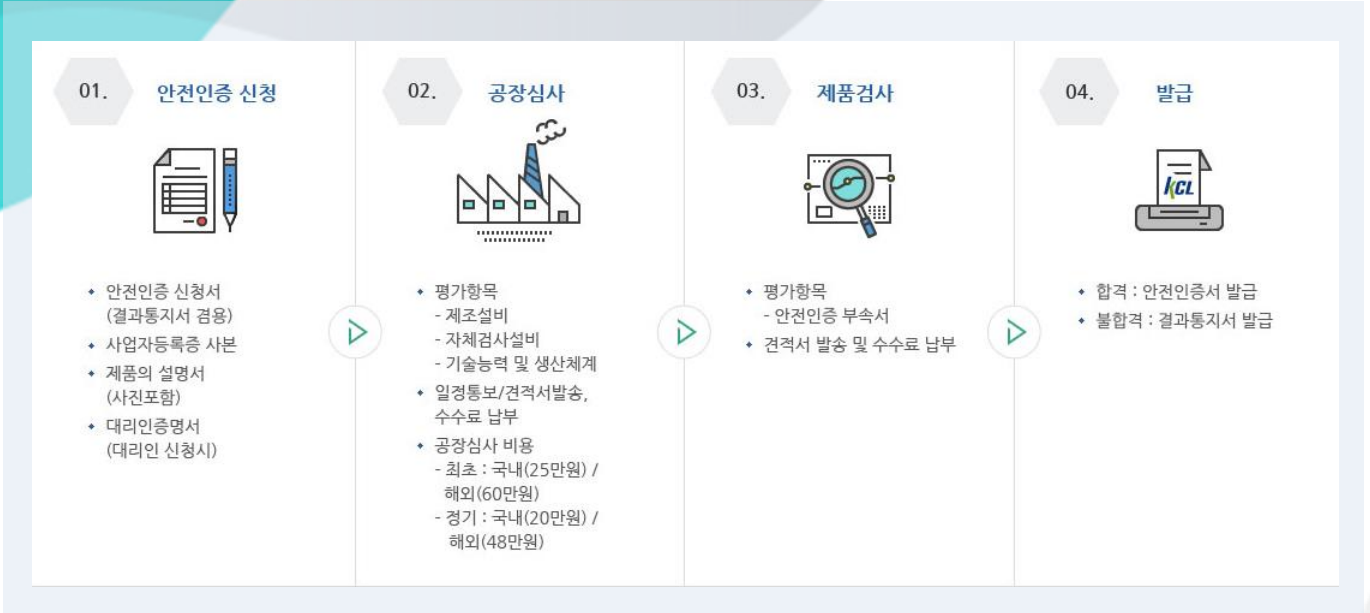 01. 안전인증 신청
안전인증 신청서
(결과통지서 겸용)
사업자등록증 사본
제품의 설명서
(사진포함)
대리인증명서
(대리인 신청시)
02. 공장심사
평가항목
- 제조설비
- 자체검사설비
- 기술능력 및 생산체계
일정통보/견적서발송,
수수료 납부
공장심사 비용
- 최초 : 국내(25만원) /
해외(60만원)
- 정기 : 국내(20만원) /
해외(48만원)
03. 제품검사
평가항목
- 안전인증 부속서
견적서 발송 및 수수료 납부
04. 발급
KCL
합격 : 안전인증서 발급
불합격 : 결과통지서 발급